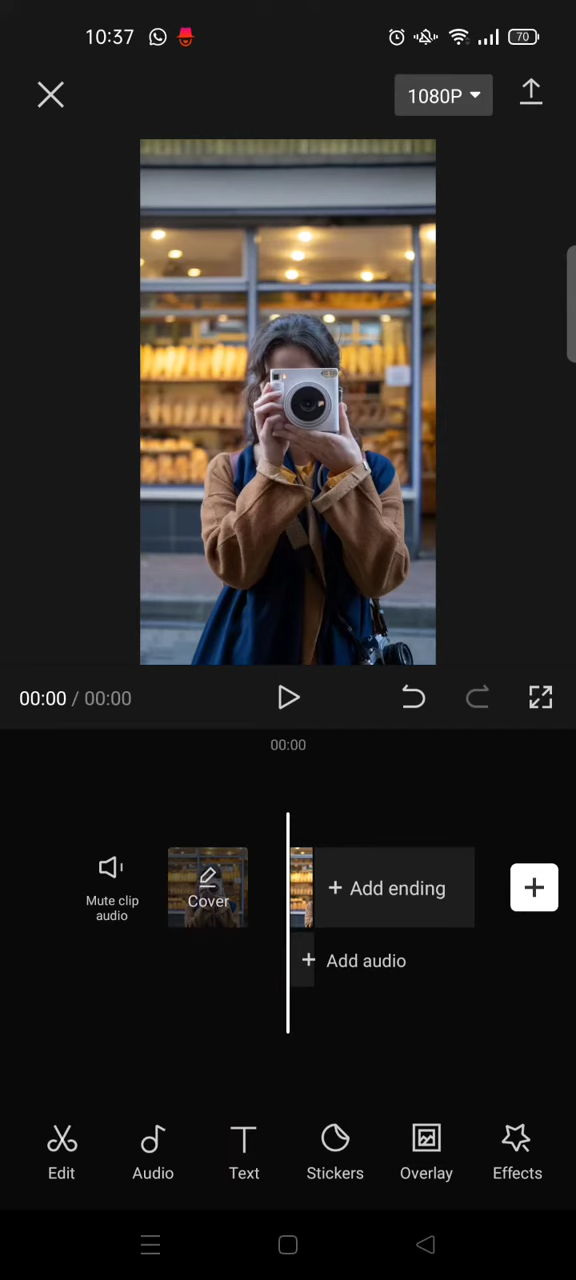 10:37
70
1080P
00:00 / 00:00
00:00
Mute clip
audio
Cover
+ Add ending
+ Add audio
Edit
Audio
Text
Stickers
Overlay
Effects